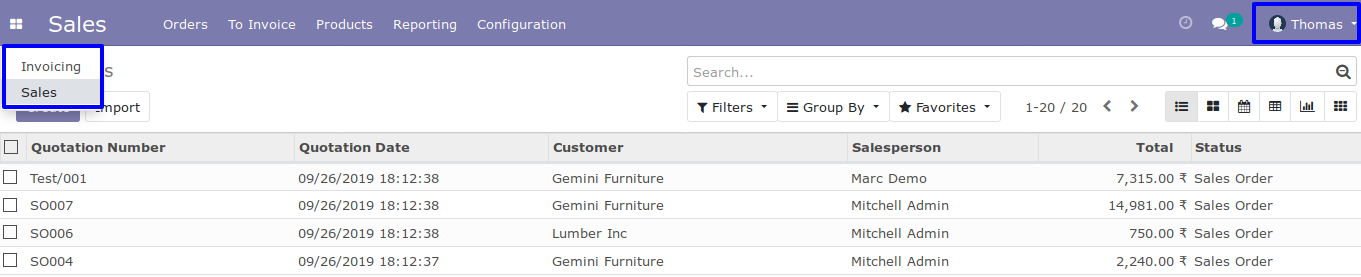 Sales Orders To Invoice Products Reporting Configuration 1 Thomas
Invoicing
Sales
Search...
Import
Filters Group By Favorites 1-20 / 20
Quotation Number Quotation Date Customer Salesperson Total Status
Test/001 09/26/2019 18:12:38 Gemini Furniture Marc Demo 7,315.00 ₹ Sales Order
SO007 09/26/2019 18:12:38 Gemini Furniture Mitchell Admin 14,981.00 ₹ Sales Order
SO006 09/26/2019 18:12:38 Lumber Inc Mitchell Admin 750.00 ₹ Sales Order
SO004 09/26/2019 18:12:37 Gemini Furniture Mitchell Admin 2,240.00 ₹ Sales Order